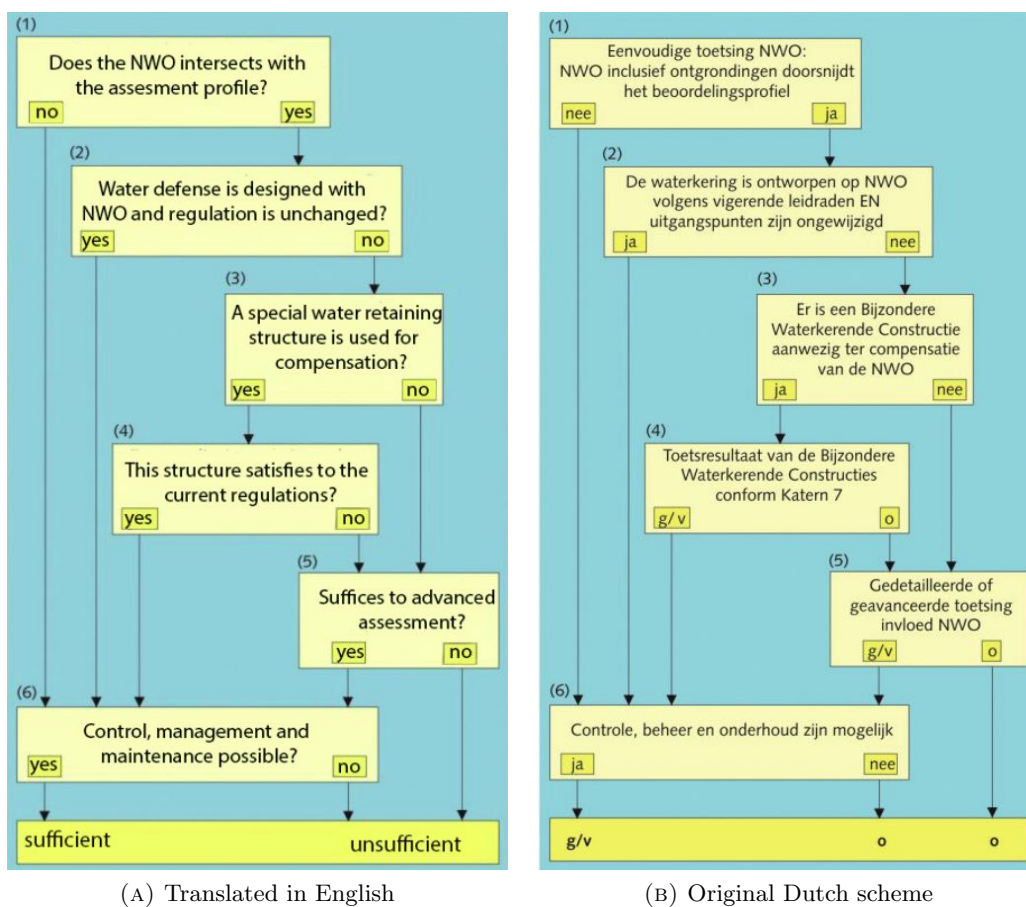 (1)
Does the NWO intersects with
the assesment profile?
no
yes
(2)
Water defense is designed with
NWO and regulation is unchanged?
yes
no
(3)
A special water retaining
structure is used for
compensation?
yes
no
(4)
This structure satisfies to the
current regulations?
yes
no
(5)
Suffices to advanced
assessment?
yes
no
(6)
Control, management and
maintenance possible?
yes
no
sufficient
unsufficient
(A) Translated in English
(1)
Eenvoudige toetsing NWO:
NWO inclusief ontgrondingen doorsnijdt
het beoordelingsprofiel
nee
ja
(2)
De waterkering is ontworpen op NWO
volgens vigerende leidraden EN
uitgangspunten zijn ongewijzigd
ja
nee
(3)
Er is een Bijzondere
Waterkerende Constructie
aanwezig ter compensatie
van de NWO
ja
nee
(4)
Toetsresultaat van de Bijzondere
Waterkerende Constructies
conform Katern 7
g/v
o
(5)
Gedetailleerde of
geavanceerde toetsing
invloed NWO
g/v
o
(6)
Controle, beheer en onderhoud zijn mogelijk
ja
nee
g/v
o
o
(B) Original Dutch scheme